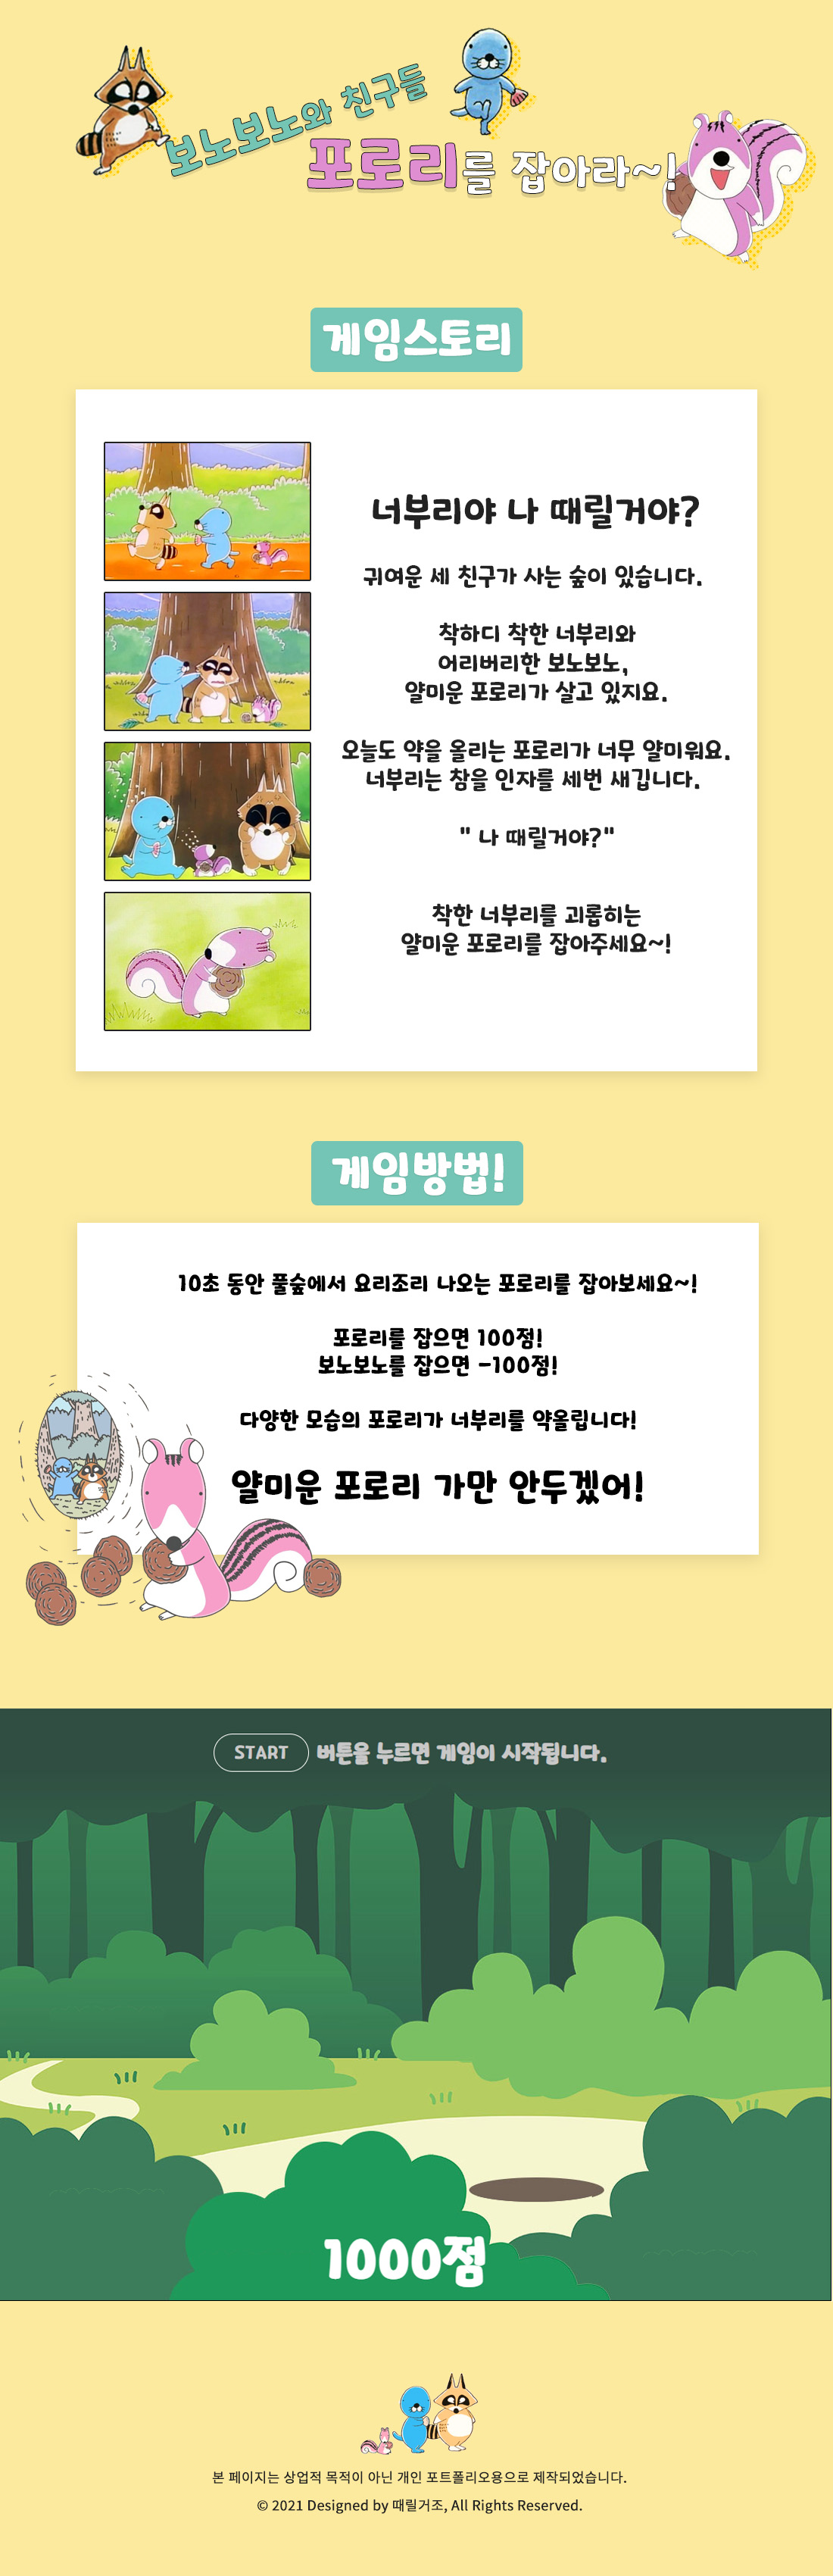 보노보노와 친구들
포로리를 잡아라~!
게임스토리
너부리야 나 때릴거야?
귀여운 세 친구가 사는 숲이 있습니다.
착하디 착한 너부리와
어리버리한 보노보노,
얄미운 포로리가 살고 있지요.
오늘도 약을 올리는 포로리가 너무 얄미워요.
너부리는 참을 인자를 세번 새깁니다.
" 나 때릴거야?"
착한 너부리를 괴롭히는
얄미운 포로리를 잡아주세요~!
게임방법!
10초 동안 풀숲에서 요리조리 나오는 포로리를 잡아보세요~!
포로리를 잡으면 100점!
보노보노를 잡으면 -100점!
다양한 모습의 포로리가 너부리를 약올립니다!
얄미운 포로리 가만 안두겠어!
START 버튼을 누르면 게임이 시작됩니다.
1000점
본 페이지는 상업적 목적이 아닌 개인 포트폴리오용으로 제작되었습니다.
© 2021 Designed by 때릴거조, All Rights Reserved.